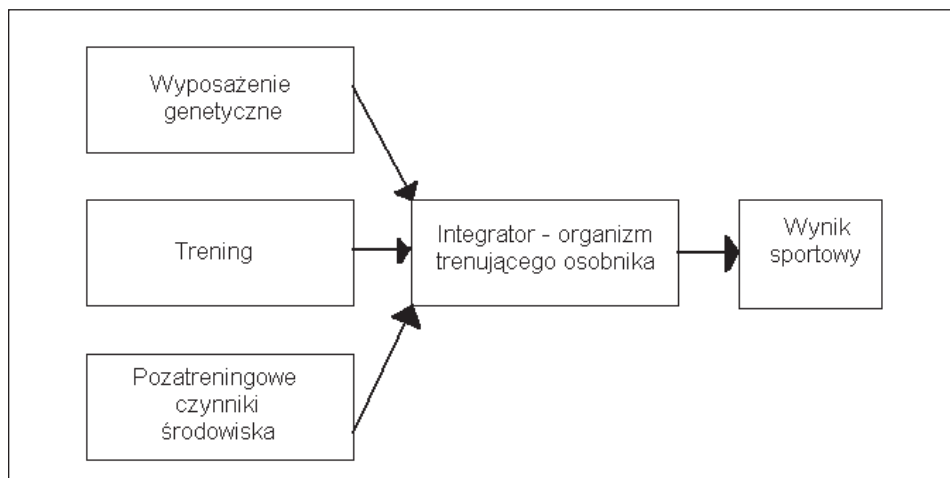 Wyposażenie
genetyczne
Trening
Pozatreningowe
czynniki
środowiska
Integrator - organizm
trenującego osobnika
Wynik
sportowy